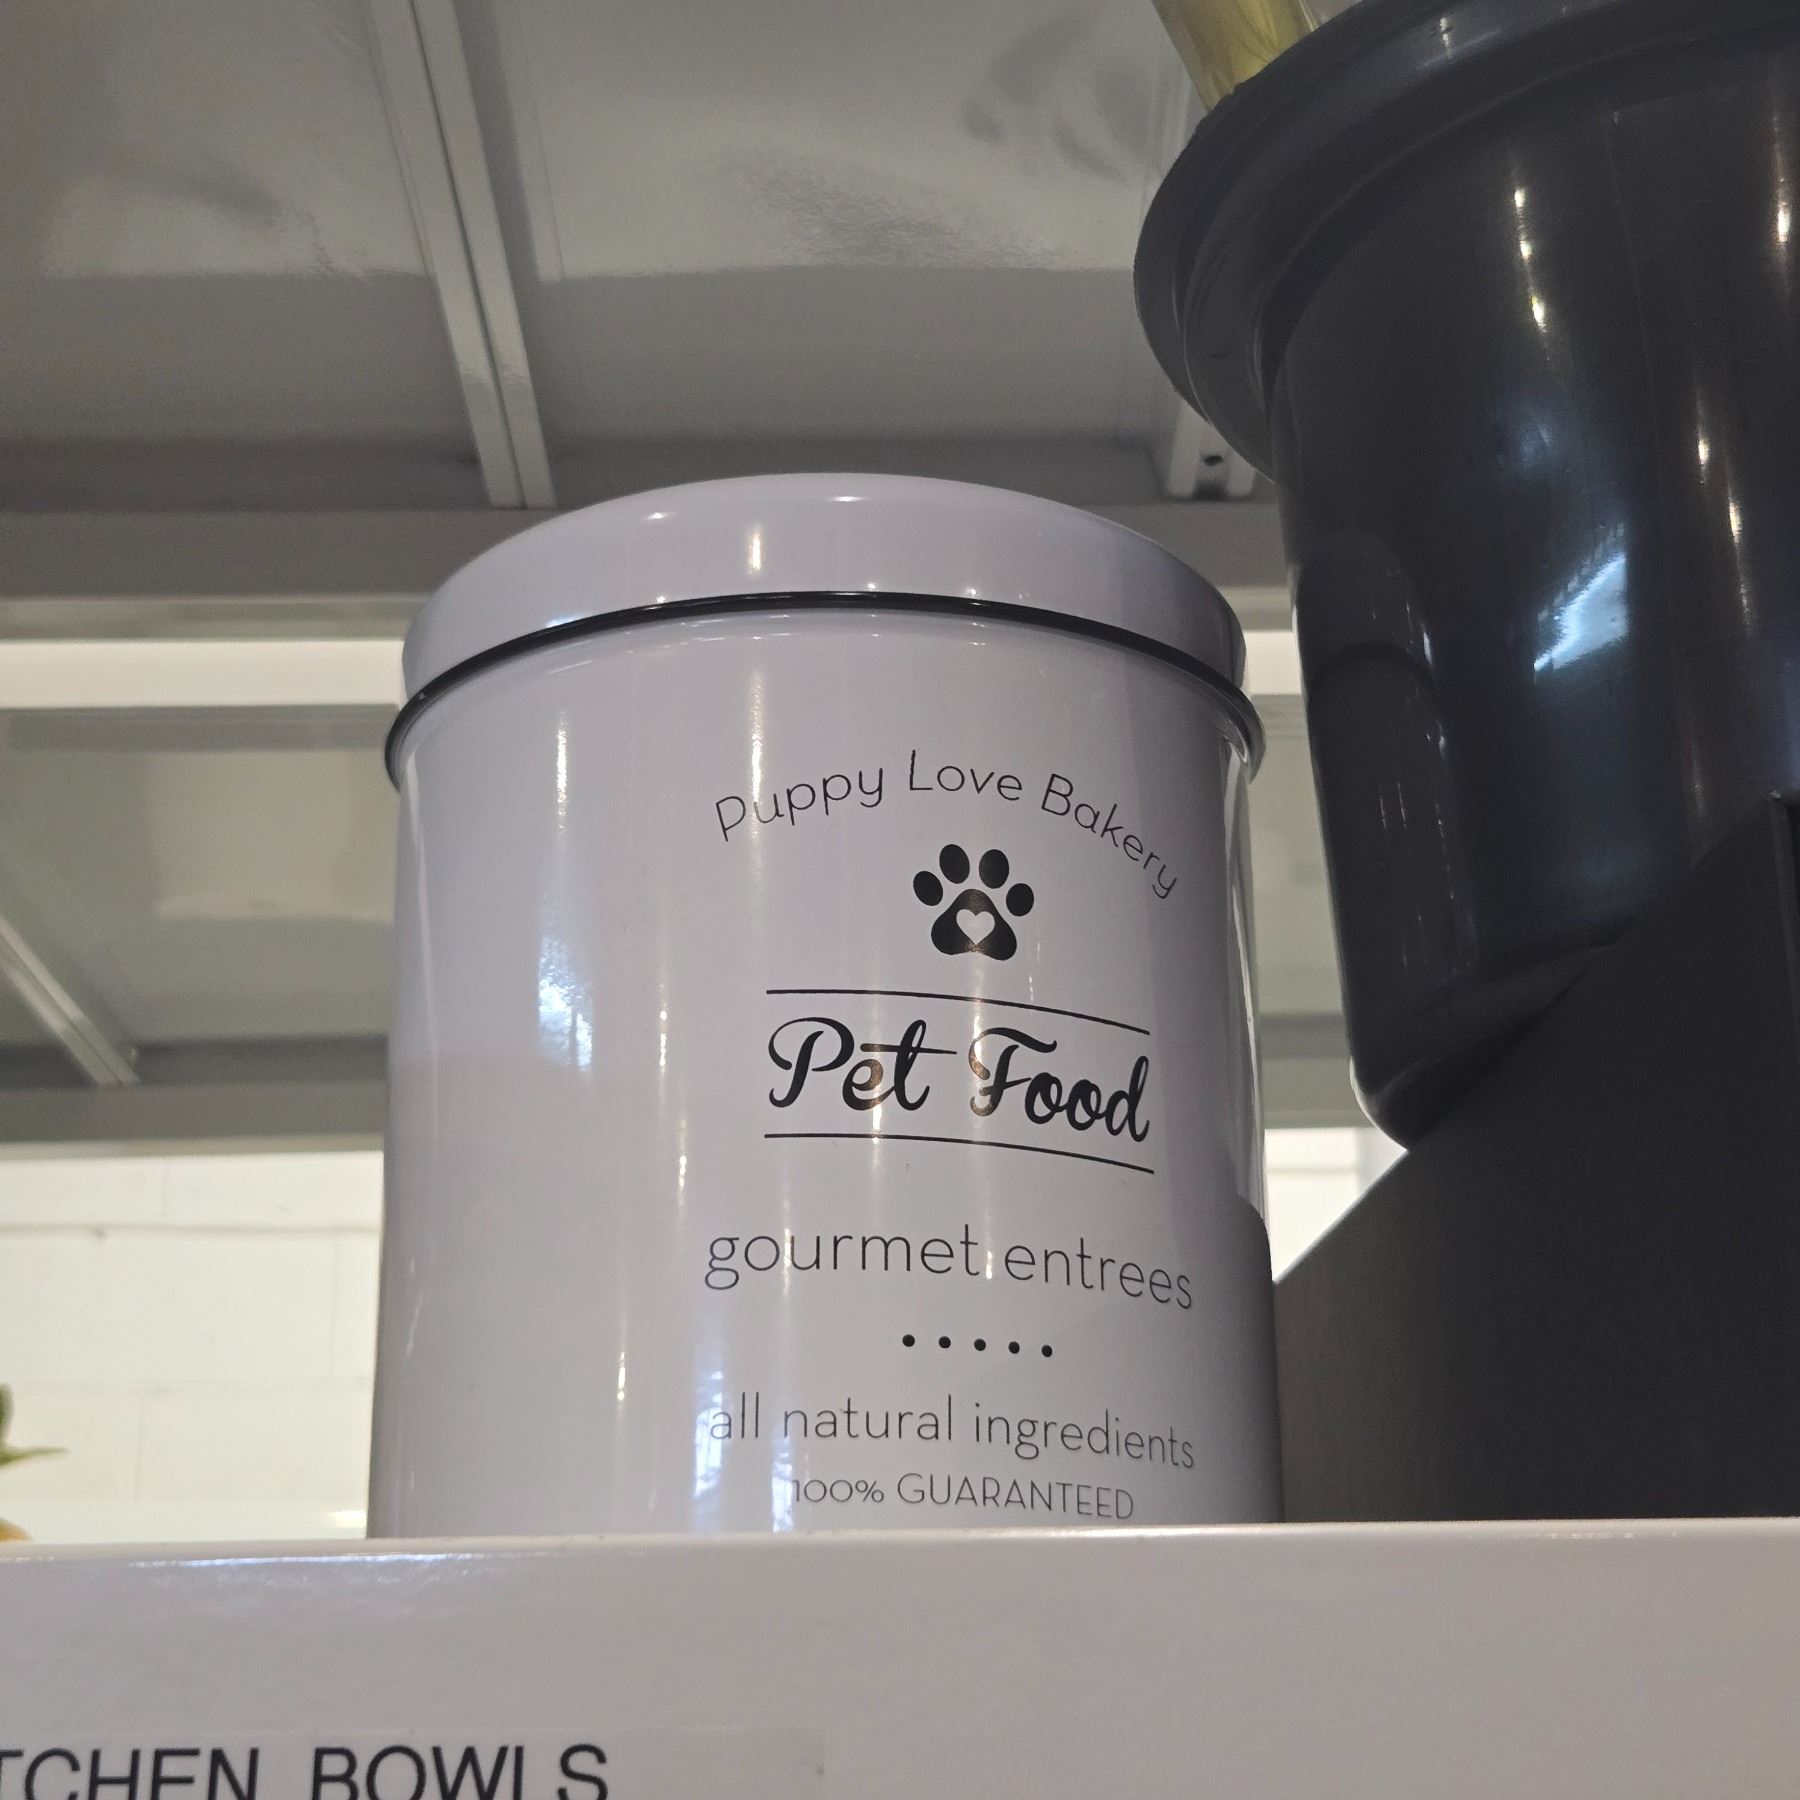 Puppy Love Bakery
Pet Food
gourmet entrees
all natural ingredients
100% GUARANTEED
TCHEN BOWLS